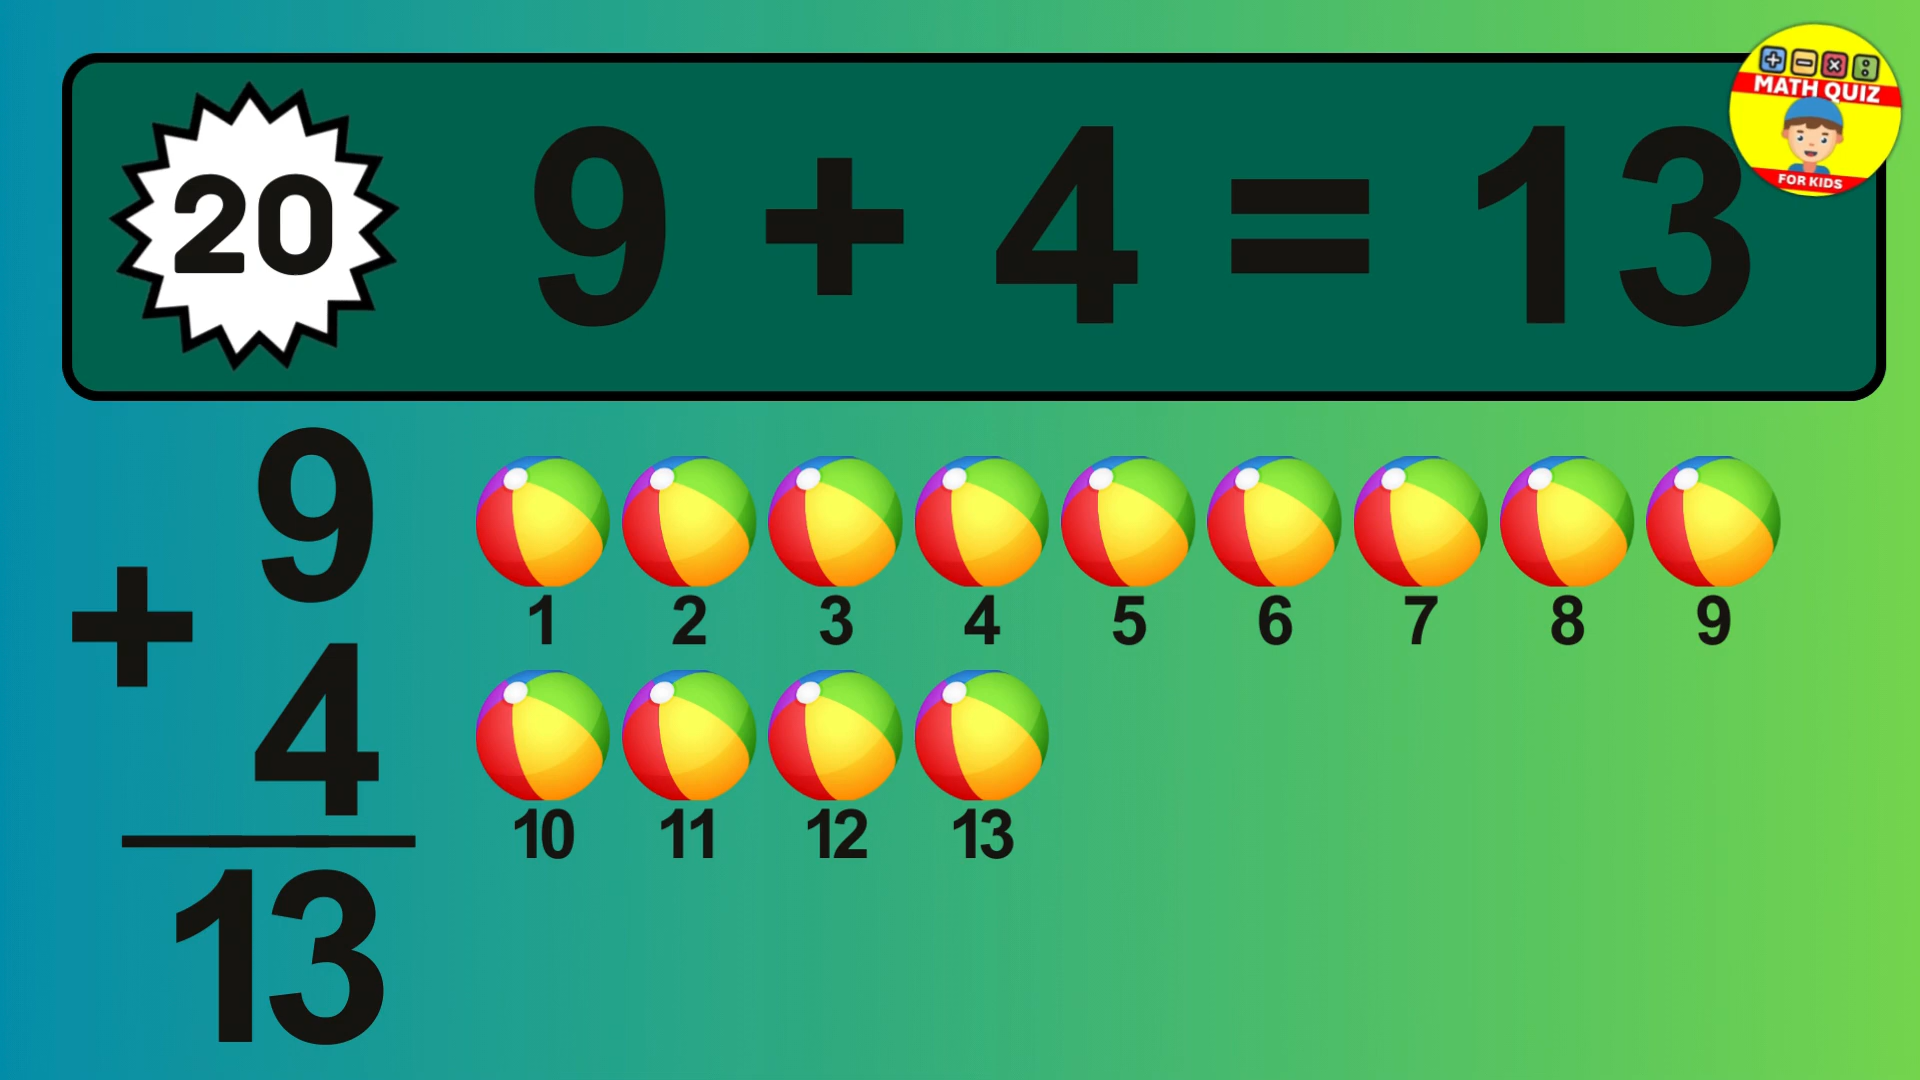 20 9 + 4 = 13
+ − × ÷
MATH QUIZ
FOR KIDS
9
+
4
13
1 2 3 4 5 6 7 8 9
10 11 12 13